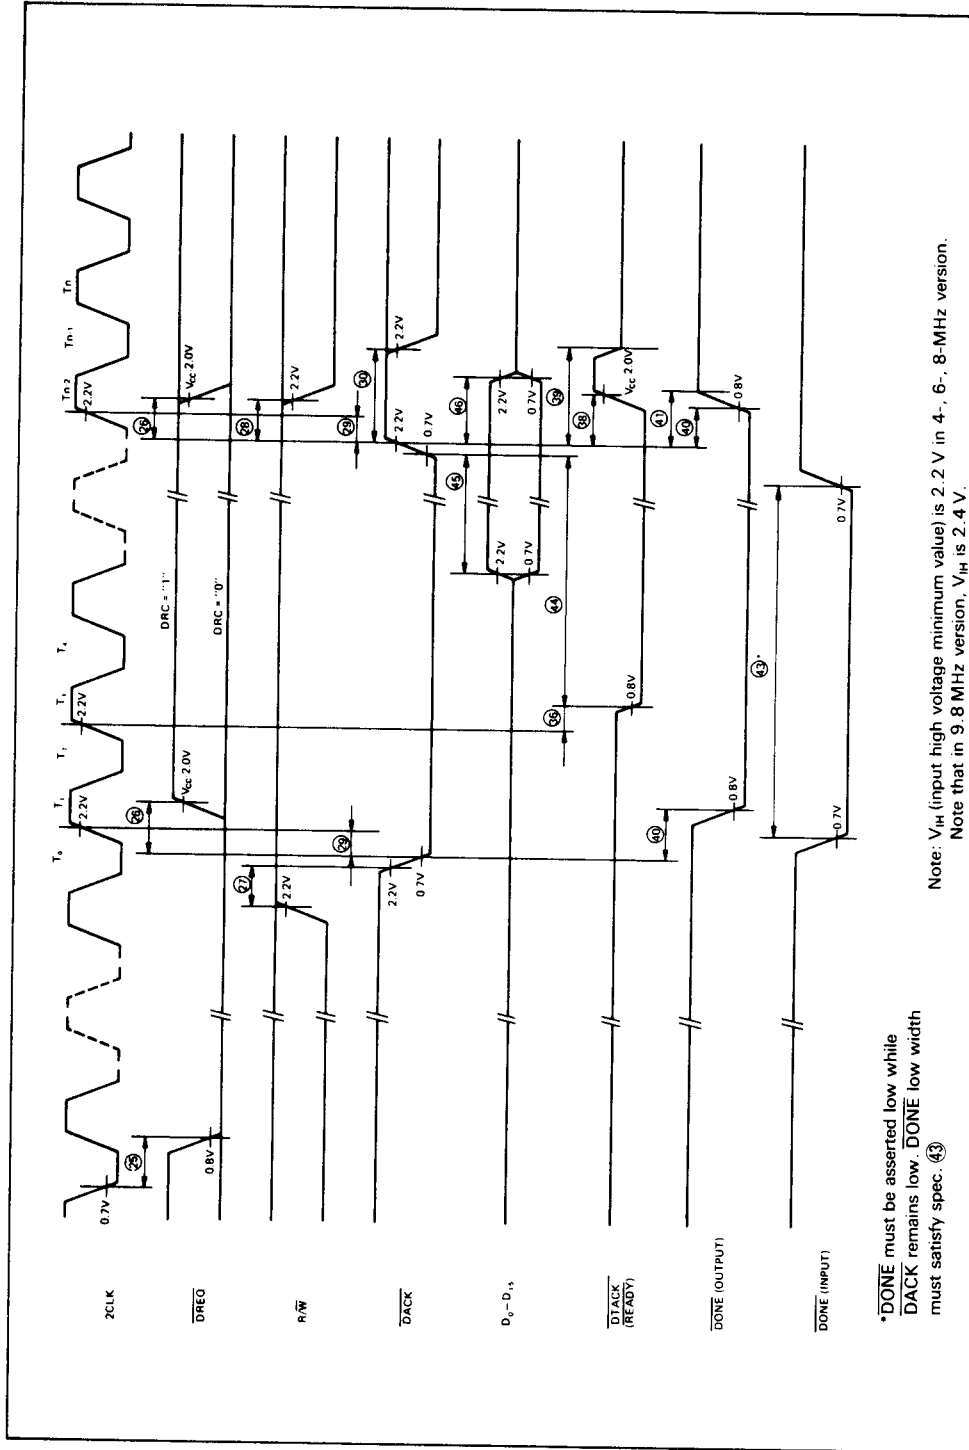 2CLK
0.7V
25
T₀
T₁
2.2V
T₂
T₃
2.2V
T₄
Tn-2
2.2V
Tn-1
Tn
DREQ
0.8V
26
Vcc 2.0V
DRC = "1"
DRC = "0"
26
Vcc 2.0V
R/W
27
2.2V
28
2.2V
DACK
2.2V
0.7V
29
29
30
2.2V
0.7V
2.2V
D₀–D₁₅
45
2.2V
0.7V
46
2.2V
0.7V
DTACK
(READY)
36
0.8V
44
38
39
Vcc 2.0V
DONE (OUTPUT)
40
0.8V
41
40
0.8V
DONE (INPUT)
0.7V
43*
0.7V
*DONE must be asserted low while
DACK remains low. DONE low width
must satisfy spec. 43
Note: VIH (input high voltage minimum value) is 2.2 V in 4-, 6-, 8-MHz version.
Note that in 9.8 MHz version, VIH is 2.4 V.